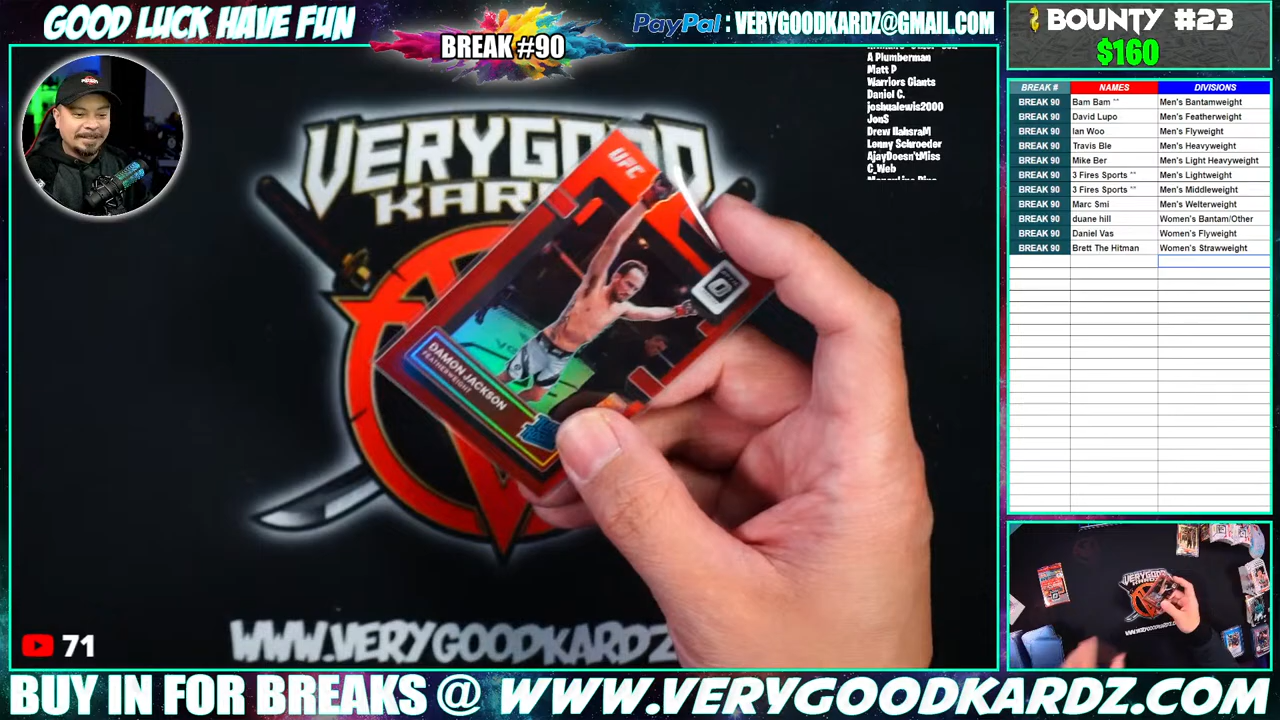 GOOD LUCK HAVE FUN
BREAK #90
PayPal : VERYGOODKARDZ@GMAIL.COM
BOUNTY #23
$160
A Plumberman
Matt P
Warriors Giants
Daniel C.
joshualewis2000
JonS
Drew HahsraM
Lenny Schroeder
AjayDoesn'tMiss
C_Web
BREAK # NAMES DIVISIONS
BREAK 90 Bam Bam ** Men's Bantamweight
BREAK 90 David Lupo Men's Featherweight
BREAK 90 Ian Woo Men's Flyweight
BREAK 90 Travis Ble Men's Heavyweight
BREAK 90 Mike Ber Men's Light Heavyweight
BREAK 90 3 Fires Sports ** Men's Lightweight
BREAK 90 3 Fires Sports ** Men's Middleweight
BREAK 90 Marc Smi Men's Welterweight
BREAK 90 duane hill Women's Bantam/Other
BREAK 90 Daniel Vas Women's Flyweight
BREAK 90 Brett The Hitman Women's Strawweight
VERYGOOD
KAR
UFC
DAMON JACKSON
FEATHERWEIGHT
WWW.VERYGOODKARDZ
71
BUY IN FOR BREAKS @ WWW.VERYGOODKARDZ.COM